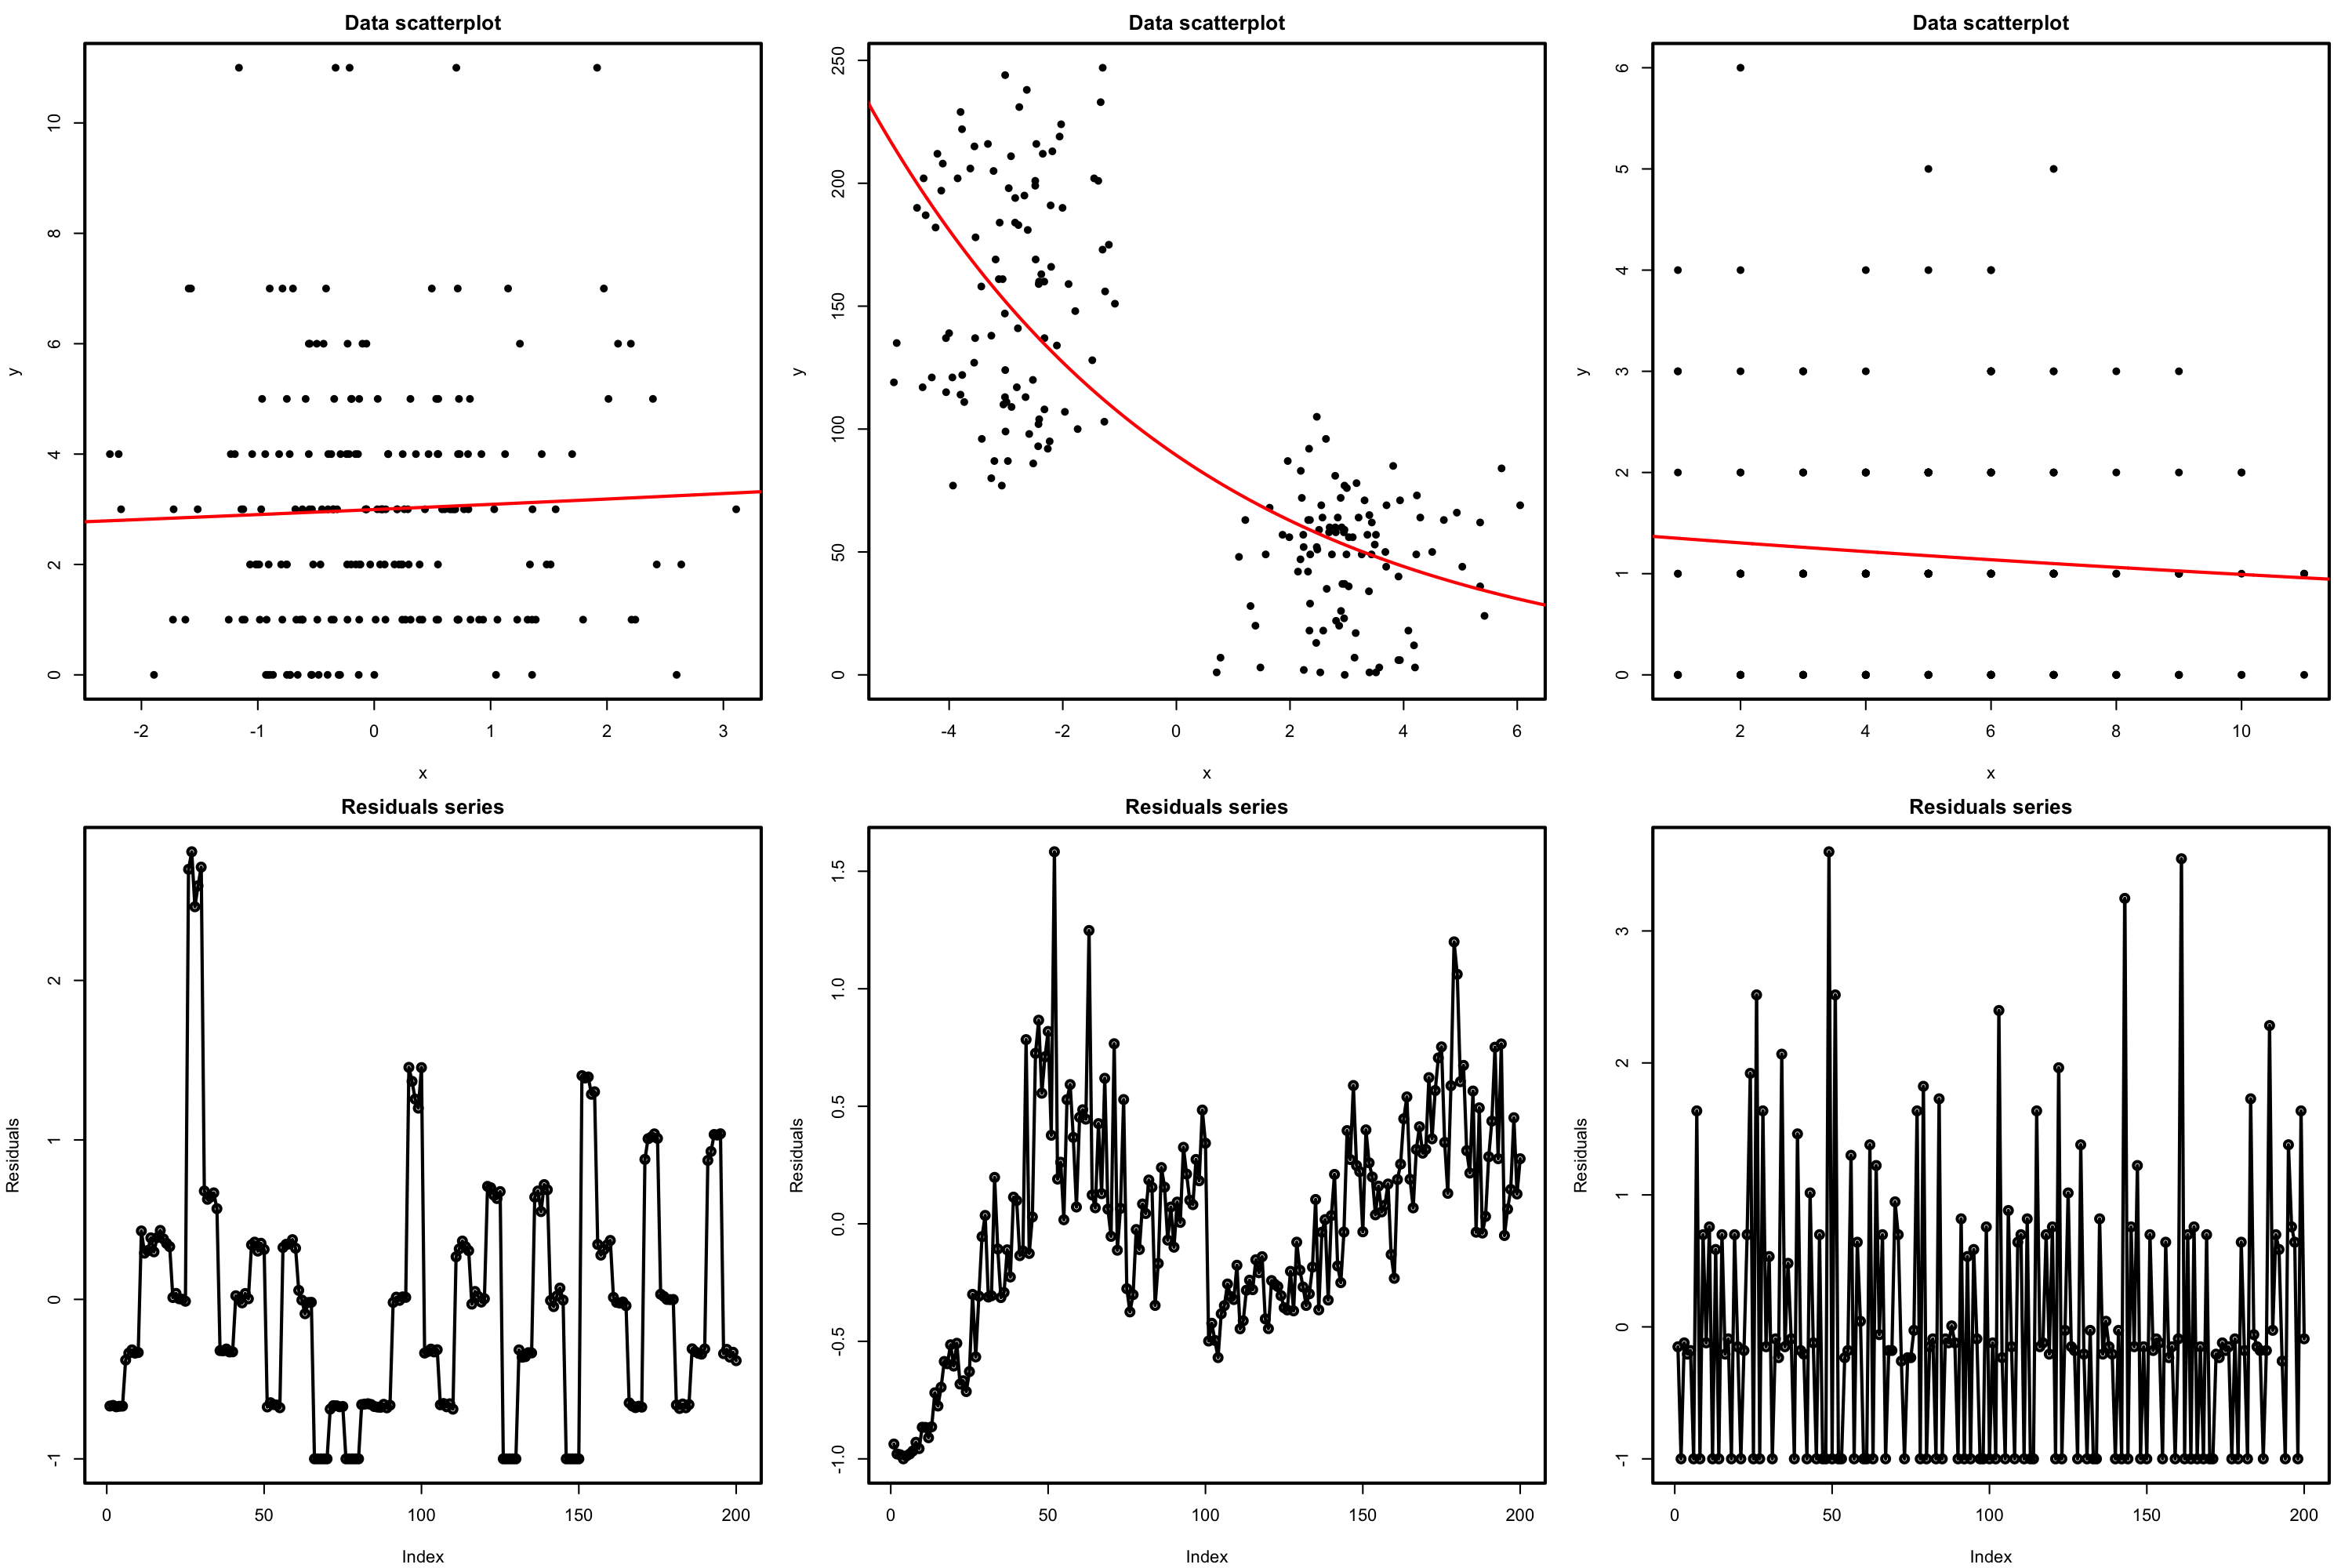 Data scatterplot
y
0 2 4 6 8 10
-2 -1 0 1 2 3
x
Data scatterplot
y
0 50 100 150 200 250
-4 -2 0 2 4 6
x
Data scatterplot
y
0 1 2 3 4 5 6
2 4 6 8 10
x
Residuals series
Residuals
-1 0 1 2
0 50 100 150 200
Index
Residuals series
Residuals
-1.0 -0.5 0.0 0.5 1.0 1.5
0 50 100 150 200
Index
Residuals series
Residuals
-1 0 1 2 3
0 50 100 150 200
Index